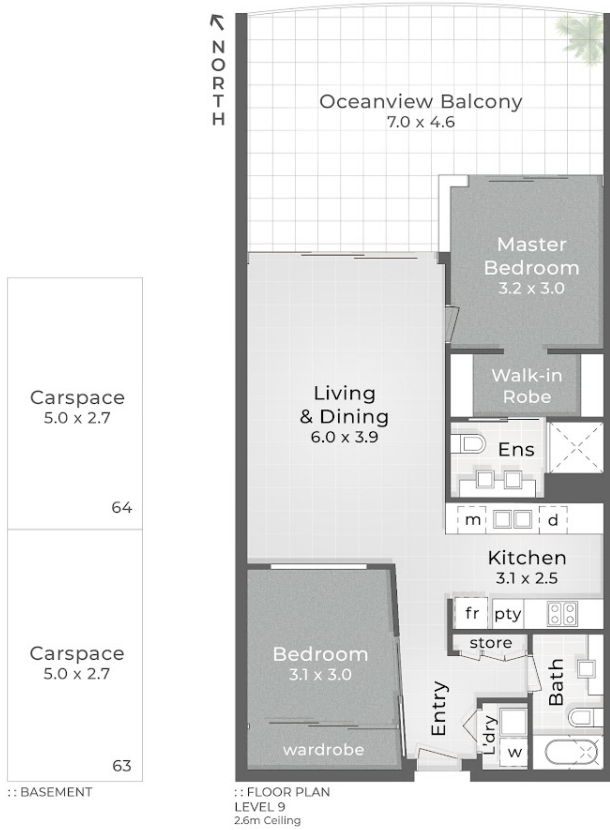 NORTH
Oceanview Balcony
7.0 x 4.6
Master
Bedroom
3.2 x 3.0
Walk-in
Robe
Living
& Dining
6.0 x 3.9
Ens
m
d
Kitchen
3.1 x 2.5
fr
pty
store
Bedroom
3.1 x 3.0
wardrobe
Entry
L'dry
w
Bath
Carspace
5.0 x 2.7
64
Carspace
5.0 x 2.7
63
:: BASEMENT
:: FLOOR PLAN
LEVEL 9
2.6m Ceiling